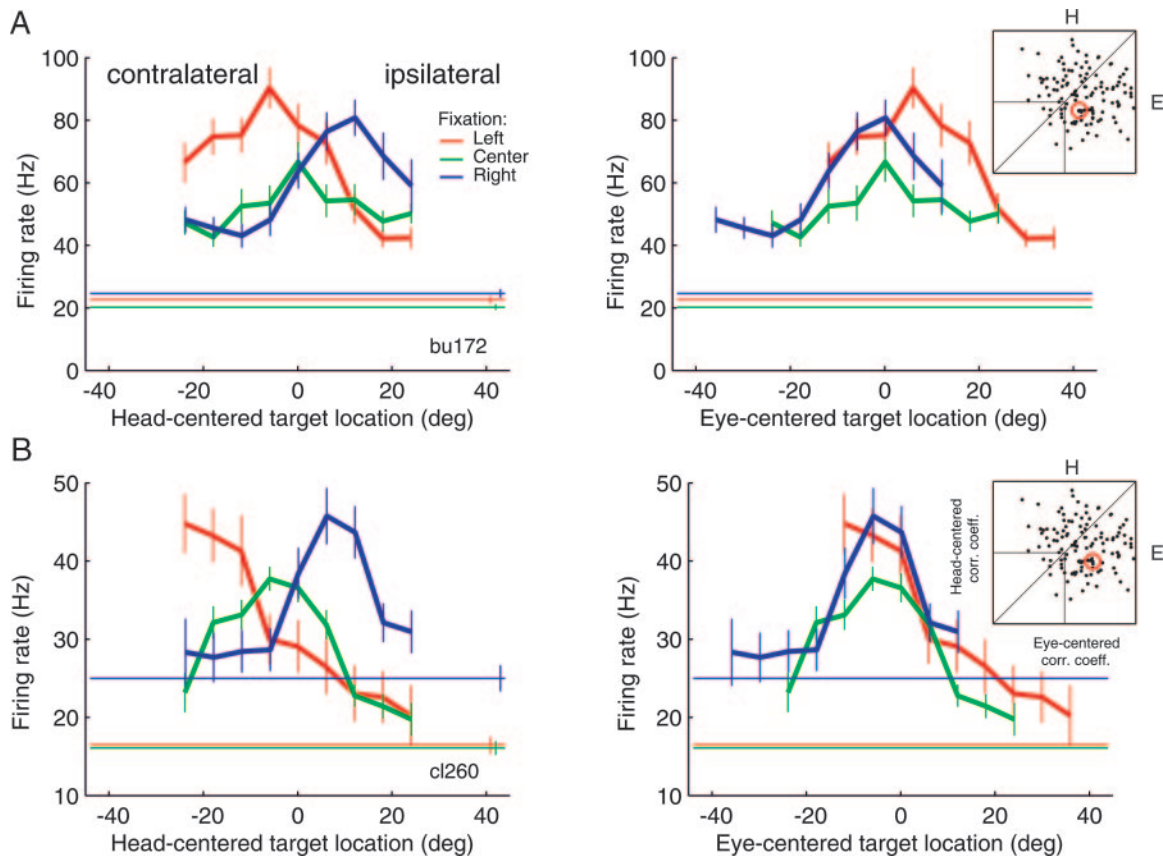 A
H
E
100
80
60
40
20
0
Firing rate (Hz)
contralateral
ipsilateral
Fixation:
Left
Center
Right
bu172
-40 -20 0 20 40
Head-centered target location (deg)
100
80
60
40
20
0
Firing rate (Hz)
-40 -20 0 20 40
Eye-centered target location (deg)
B
50
40
30
20
10
Firing rate (Hz)
cl260
-40 -20 0 20 40
Head-centered target location (deg)
50
40
30
20
10
Firing rate (Hz)
H
E
Head-centered
corr. coeff.
Eye-centered
corr. coeff.
-40 -20 0 20 40
Eye-centered target location (deg)